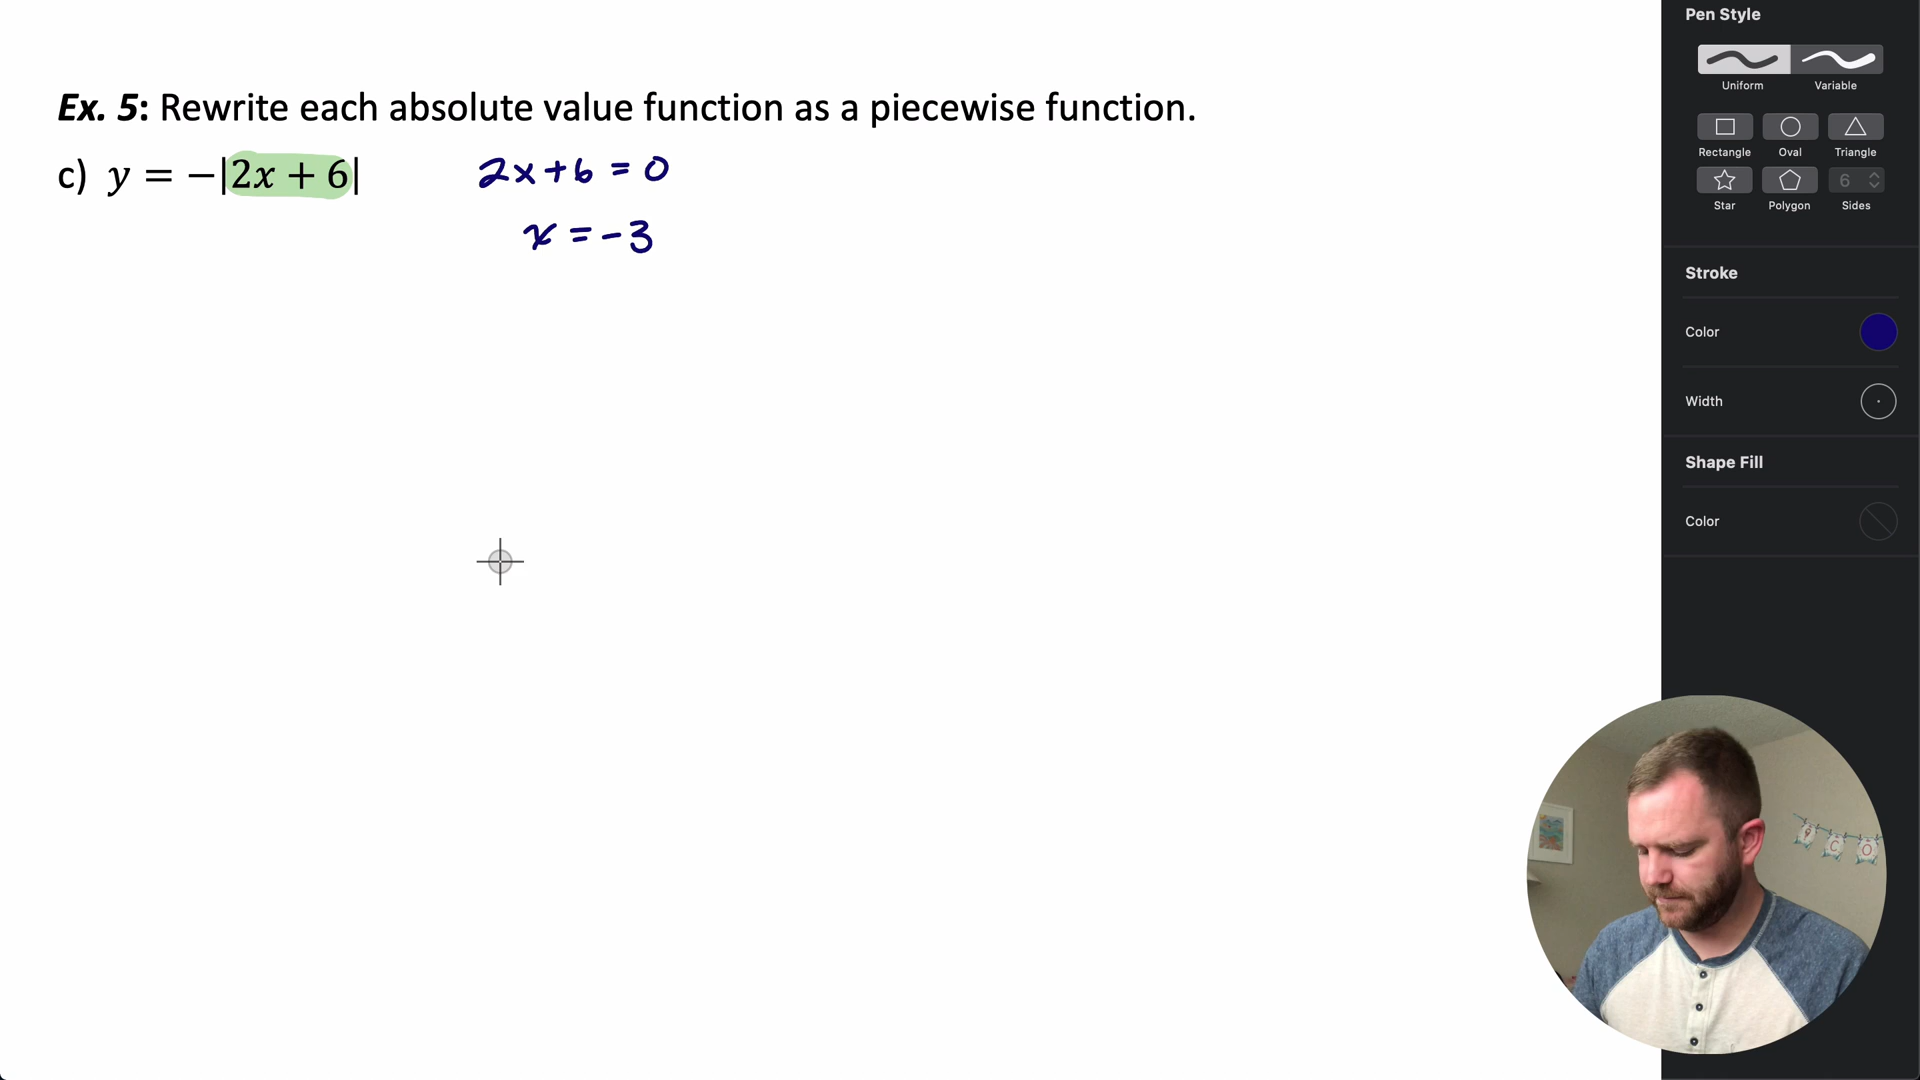 Pen Style
Uniform Variable
Ex. 5: Rewrite each absolute value function as a piecewise function.
Rectangle Oval Triangle
c) y = −|2x + 6| 2x+6 = 0
6
Star Polygon Sides
x = -3
Stroke
Color
Width
Shape Fill
Color
C O